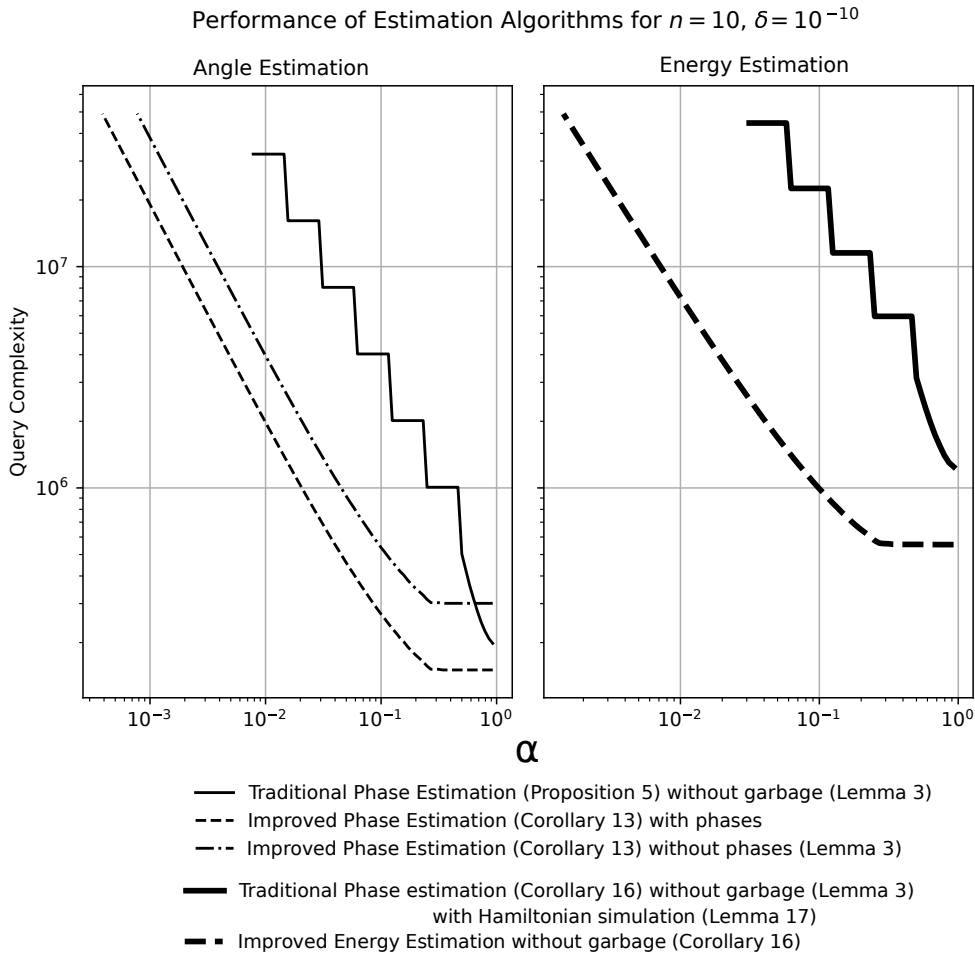 Performance of Estimation Algorithms for n = 10, δ = 10⁻¹⁰
Angle Estimation
Energy Estimation
Query Complexity
10⁷
10⁶
10⁻³ 10⁻² 10⁻¹ 10⁰
10⁻² 10⁻¹ 10⁰
α
Traditional Phase Estimation (Proposition 5) without garbage (Lemma 3)
Improved Phase Estimation (Corollary 13) with phases
Improved Phase Estimation (Corollary 13) without phases (Lemma 3)
Traditional Phase estimation (Corollary 16) without garbage (Lemma 3)
with Hamiltonian simulation (Lemma 17)
Improved Energy Estimation without garbage (Corollary 16)